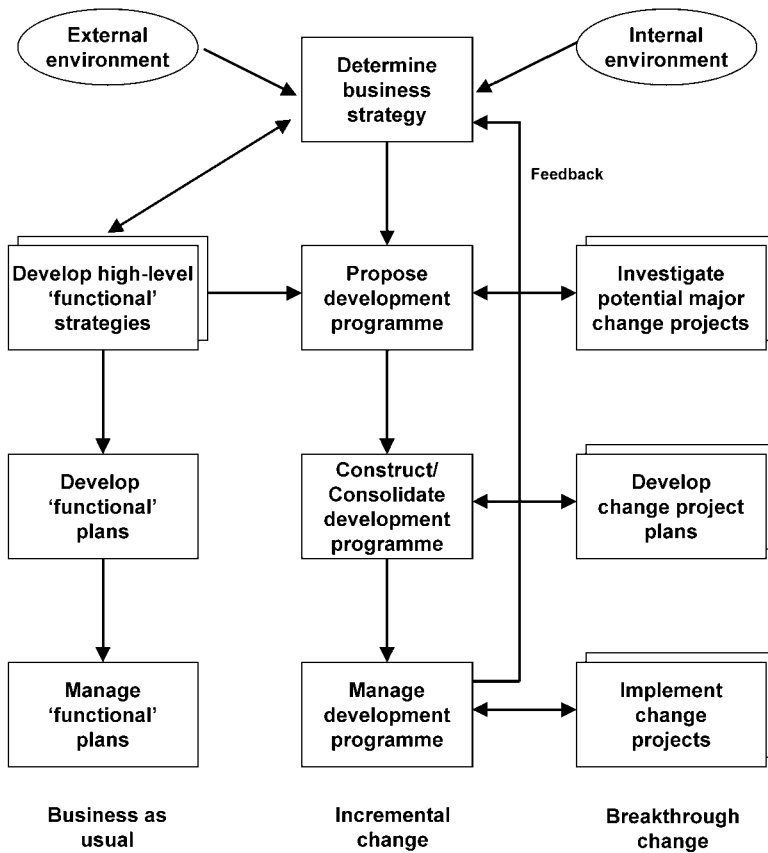 External
environment
Determine
business
strategy
Internal
environment
Feedback
Develop high-level
‘functional’
strategies
Propose
development
programme
Investigate
potential major
change projects
Develop
‘functional’
plans
Construct/
Consolidate
development
programme
Develop
change project
plans
Manage
‘functional’
plans
Manage
development
programme
Implement
change
projects
Business as
usual
Incremental
change
Breakthrough
change